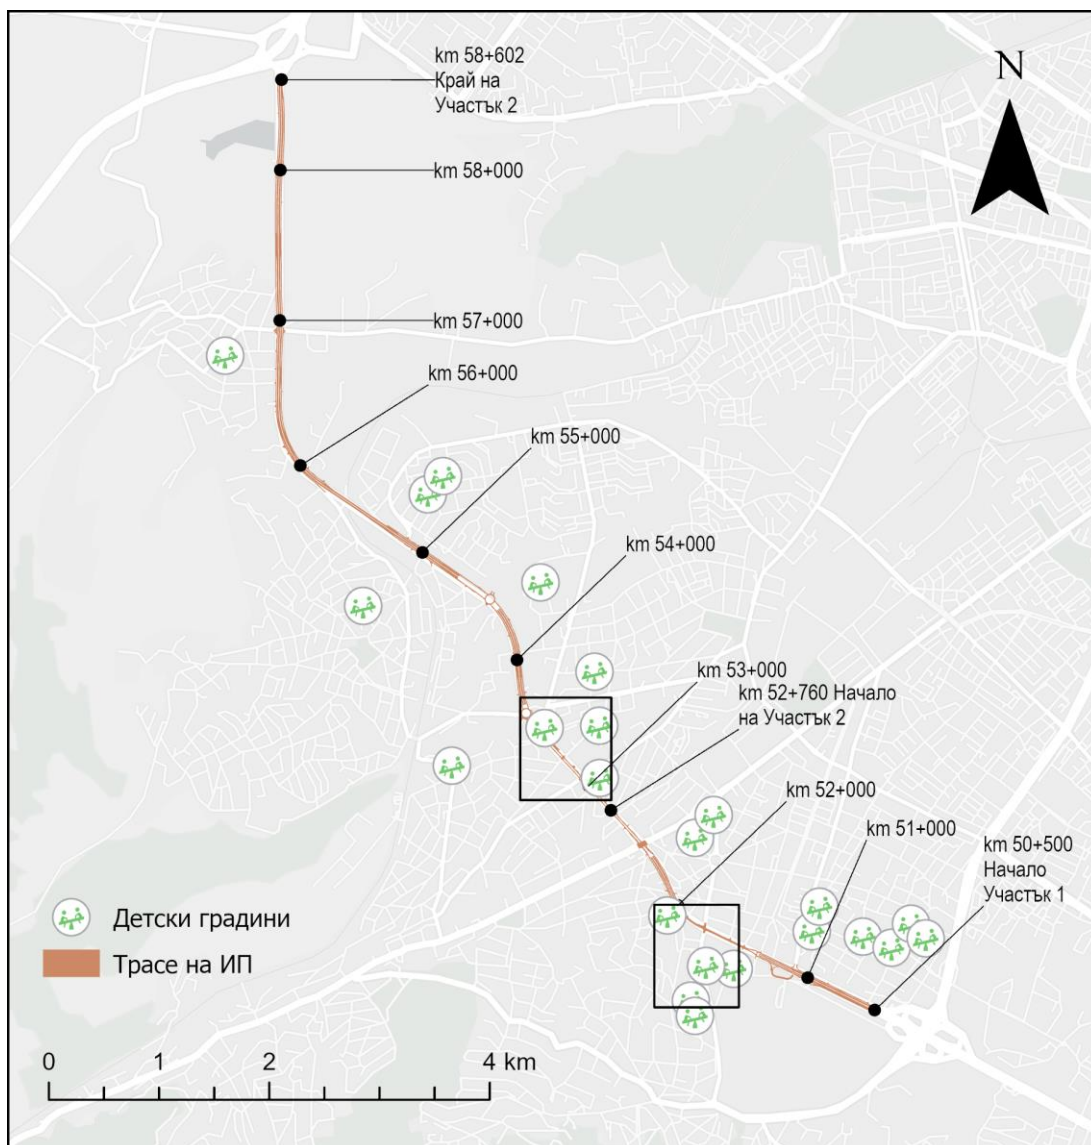 km 58+602
Край на
Участък 2
N
km 58+000
km 57+000
km 56+000
km 55+000
km 54+000
km 53+000
km 52+760 Начало
на Участък 2
km 52+000
km 51+000
km 50+500
Начало
Участък 1
Детски градини
Трасе на ИП
0 1 2 4 km